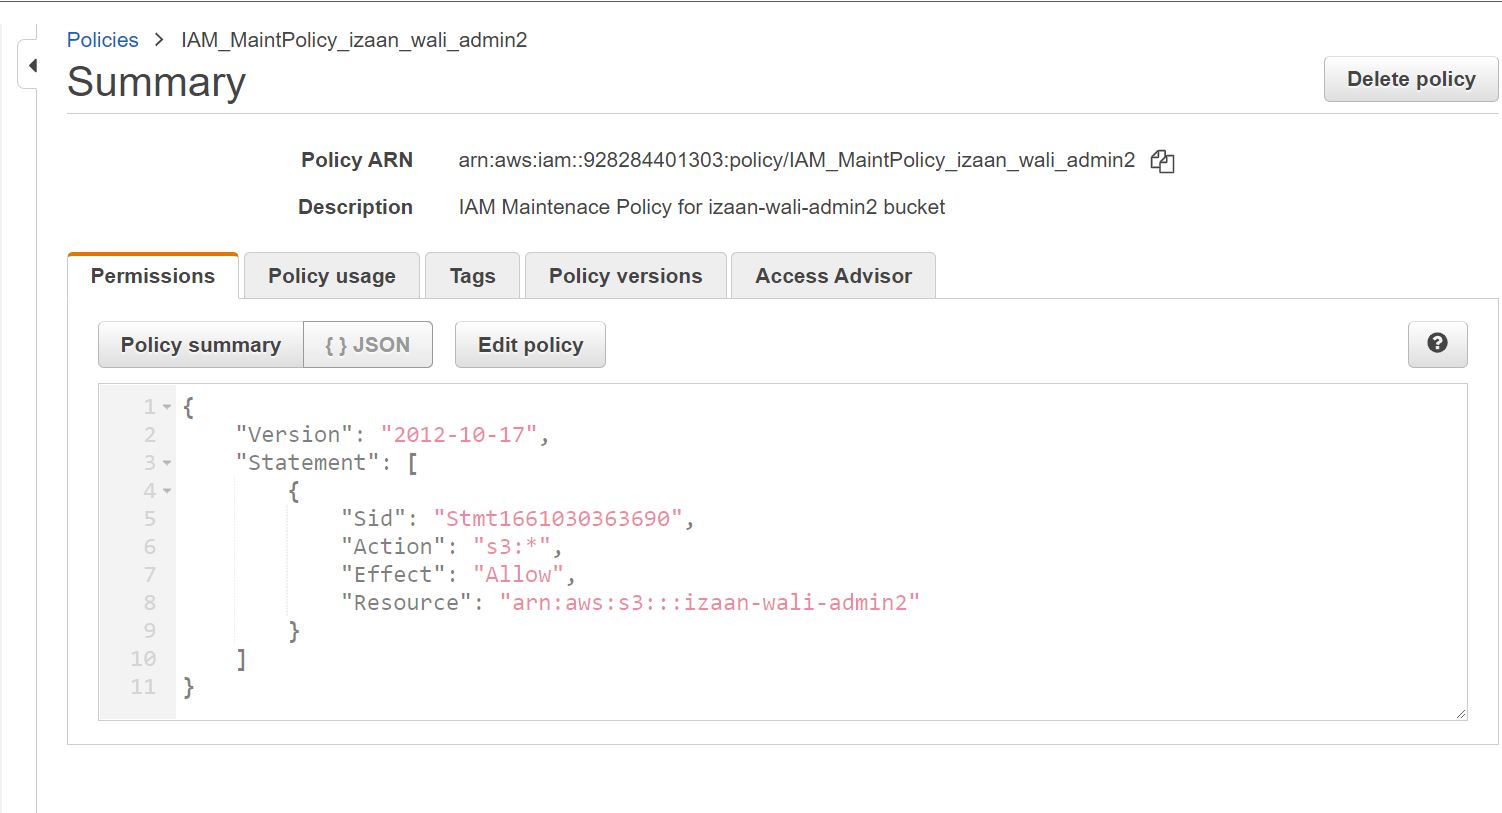 Policies > IAM_MaintPolicy_izaan_wali_admin2
Summary
Delete policy
Policy ARN arn:aws:iam::928284401303:policy/IAM_MaintPolicy_izaan_wali_admin2
Description IAM Maintenace Policy for izaan-wali-admin2 bucket
Permissions Policy usage Tags Policy versions Access Advisor
Policy summary { } JSON Edit policy ?
1 {
2 "Version": "2012-10-17",
3 "Statement": [
4 {
5 "Sid": "Stmt1661030363690",
6 "Action": "s3:*",
7 "Effect": "Allow",
8 "Resource": "arn:aws:s3:::izaan-wali-admin2"
9 }
10 ]
11 }